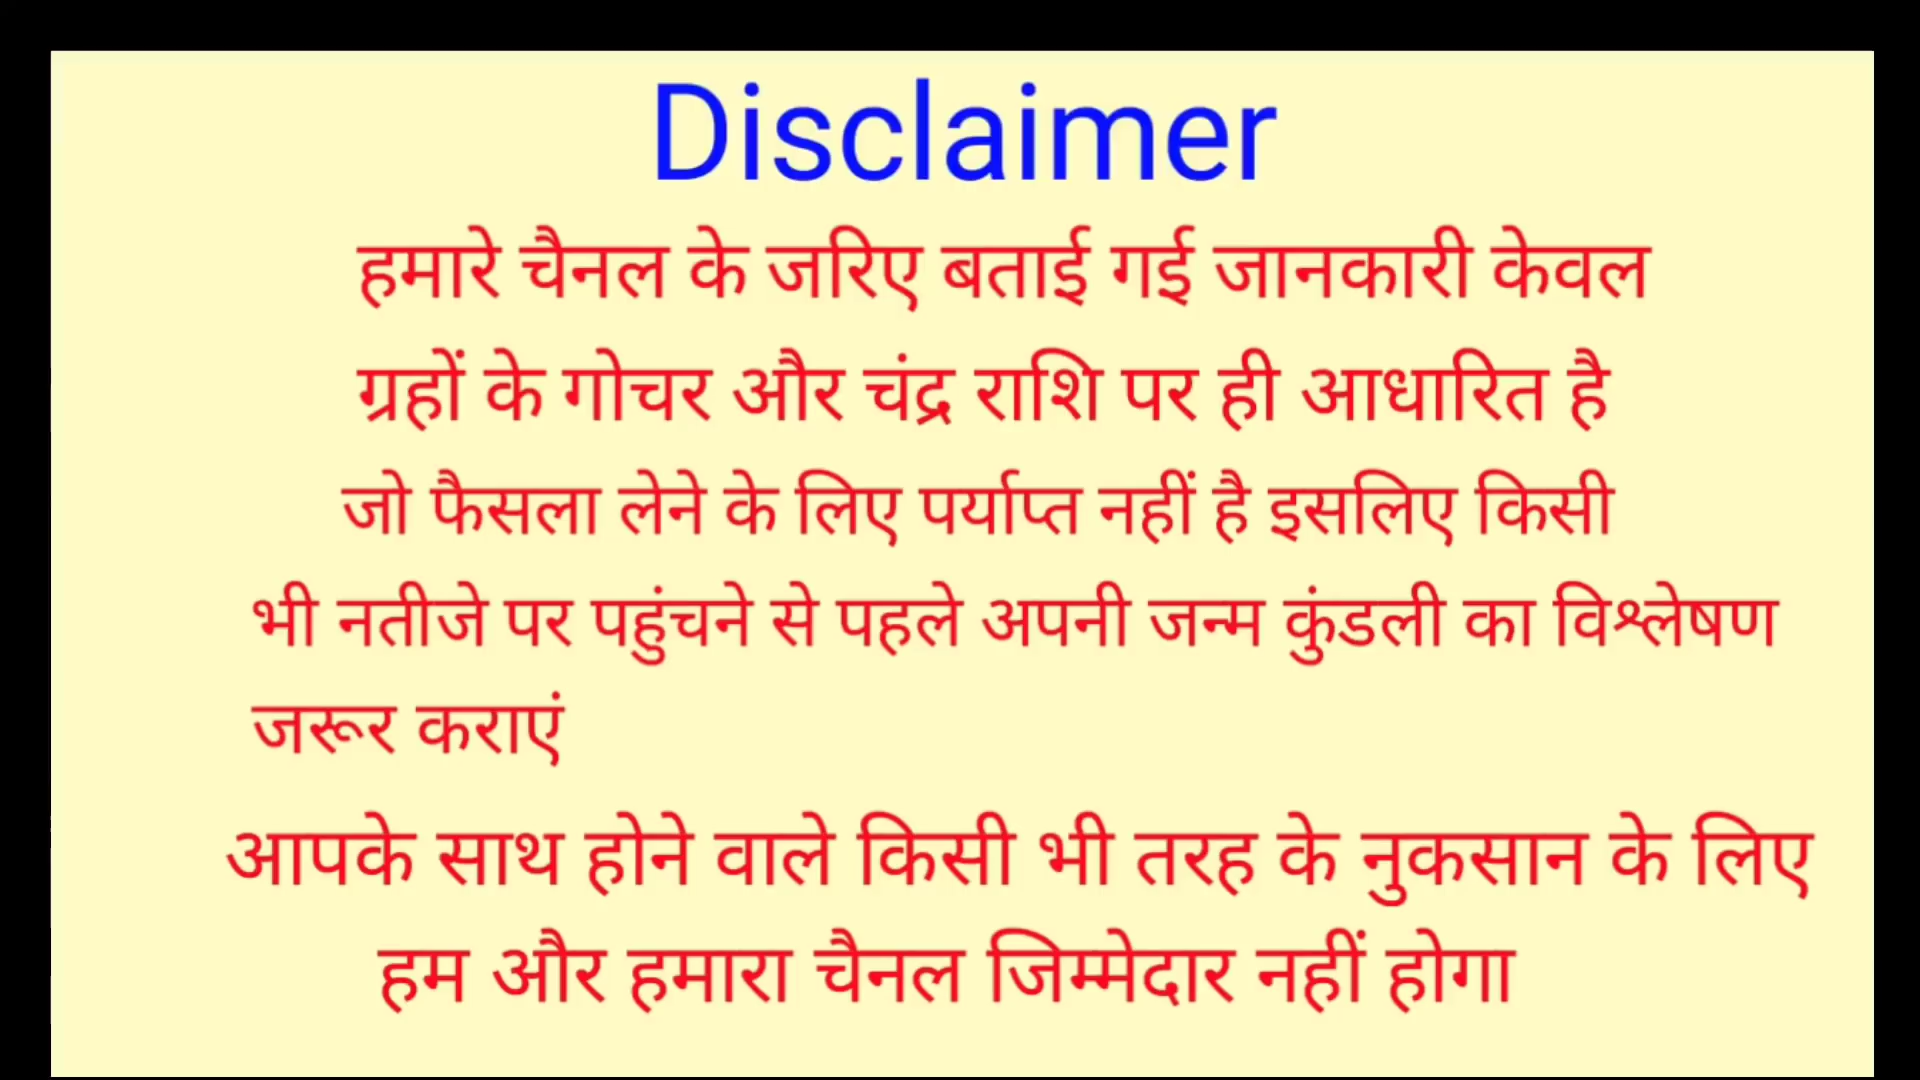 Disclaimer
हमारे चैनल के जरिए बताई गई जानकारी केवल
ग्रहों के गोचर और चंद्र राशि पर ही आधारित है
जो फैसला लेने के लिए पर्याप्त नहीं है इसलिए किसी
भी नतीजे पर पहुंचने से पहले अपनी जन्म कुंडली का विश्लेषण
जरूर कराएं
आपके साथ होने वाले किसी भी तरह के नुकसान के लिए
हम और हमारा चैनल जिम्मेदार नहीं होगा